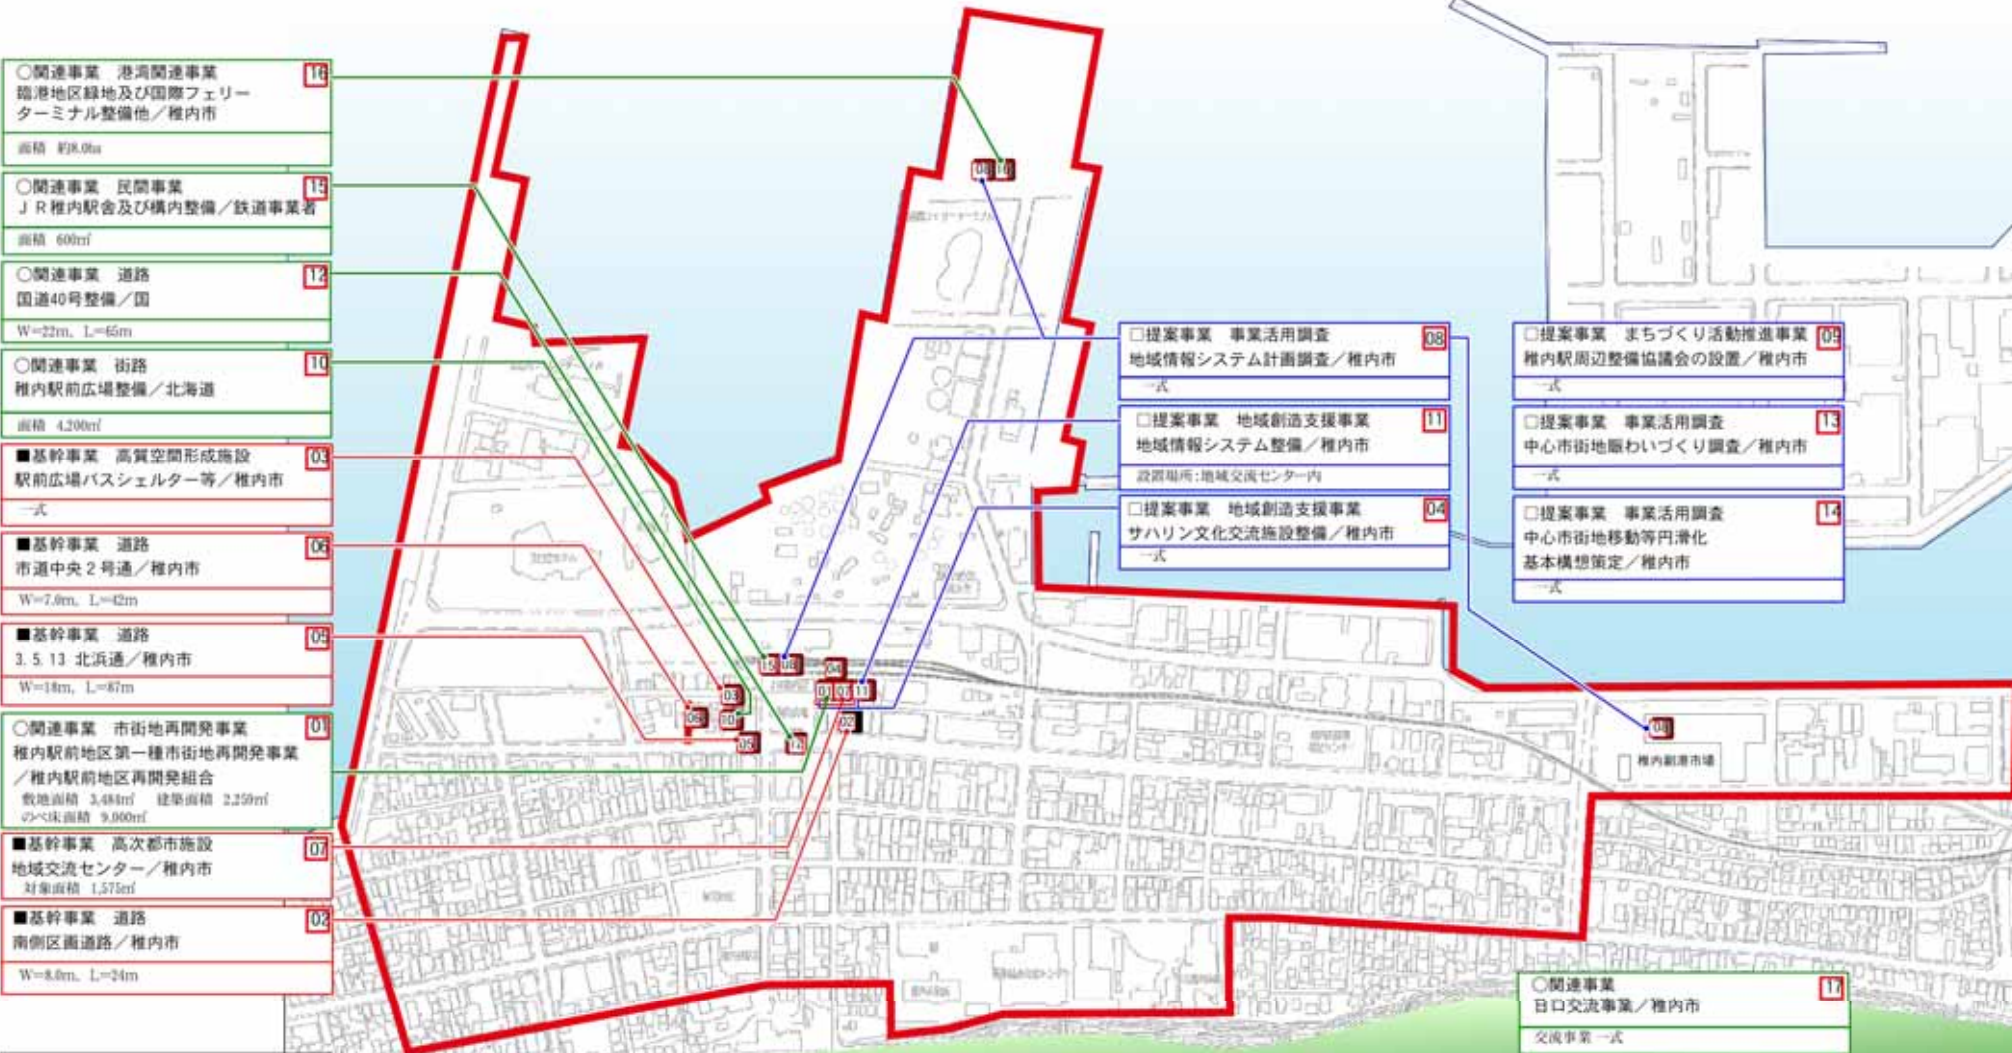 ○関連事業　港湾関連事業
16
臨港地区緑地及び国際フェリー
ターミナル整備他／稚内市
面積　約8.0ha
○関連事業　民間事業
15
ＪＲ稚内駅舎及び構内整備／鉄道事業者
面積　600㎡
○関連事業　道路
12
国道40号整備／国
W=22m、L=65m
○関連事業　街路
10
稚内駅前広場整備／北海道
面積　4,200㎡
■基幹事業　高質空間形成施設
03
駅前広場バスシェルター等／稚内市
一式
■基幹事業　道路
06
市道中央２号通／稚内市
W=7.0m、L=42m
■基幹事業　道路
05
3.5.13 北浜通／稚内市
W=18m、L=87m
○関連事業　市街地再開発事業
01
稚内駅前地区第一種市街地再開発事業
／稚内駅前地区再開発組合
敷地面積　3,484㎡　建築面積　2,259㎡
のべ床面積　9,000㎡
■基幹事業　高次都市施設
07
地域交流センター／稚内市
対象面積　1,575㎡
■基幹事業　道路
02
南側区画道路／稚内市
W=8.0m、L=24m
08 16
□提案事業　事業活用調査
08
地域情報システム計画調査／稚内市
一式
□提案事業　地域創造支援事業
11
地域情報システム整備／稚内市
設置場所：地域交流センター内
□提案事業　地域創造支援事業
04
サハリン文化交流施設整備／稚内市
一式
□提案事業　まちづくり活動推進事業
09
稚内駅周辺整備協議会の設置／稚内市
一式
□提案事業　事業活用調査
13
中心市街地賑わいづくり調査／稚内市
一式
□提案事業　事業活用調査
14
中心市街地移動等円滑化
基本構想策定／稚内市
一式
15 08 04
03 01 07 11
06 10 02
05 12
08
稚内副港市場
○関連事業
17
日ロ交流事業／稚内市
交流事業 一式